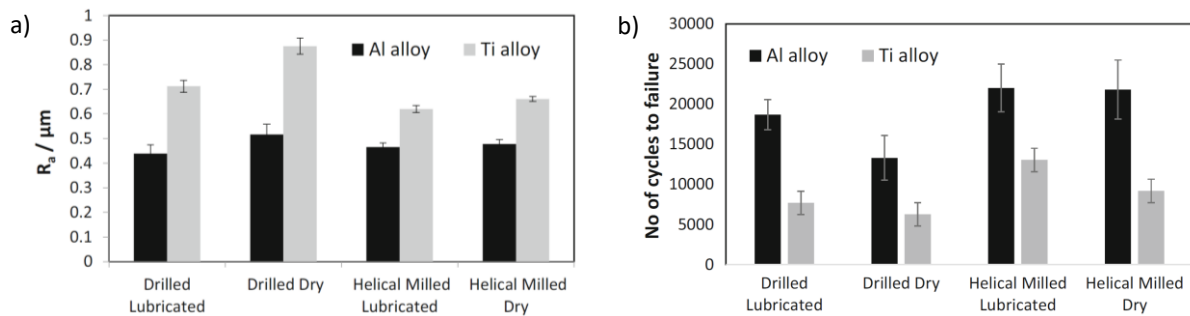 a)
R_a / μm
1
0.9
0.8
0.7
0.6
0.5
0.4
0.3
0.2
0.1
0
Al alloy Ti alloy
Drilled Lubricated
Drilled Dry
Helical Milled Lubricated
Helical Milled Dry
b)
No of cycles to failure
30000
25000
20000
15000
10000
5000
0
Al alloy Ti alloy
Drilled Lubricated
Drilled Dry
Helical Milled Lubricated
Helical Milled Dry